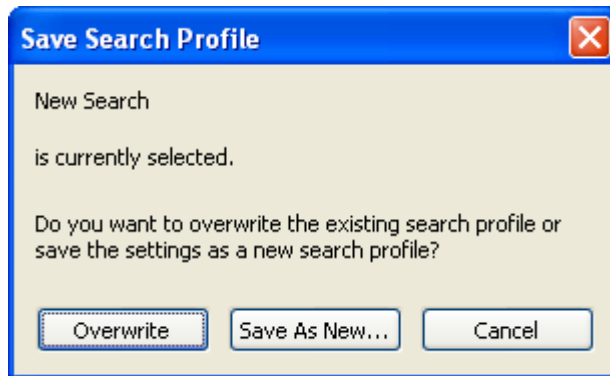 Save Search Profile
New Search
is currently selected.
Do you want to overwrite the existing search profile or
save the settings as a new search profile?
Overwrite
Save As New...
Cancel